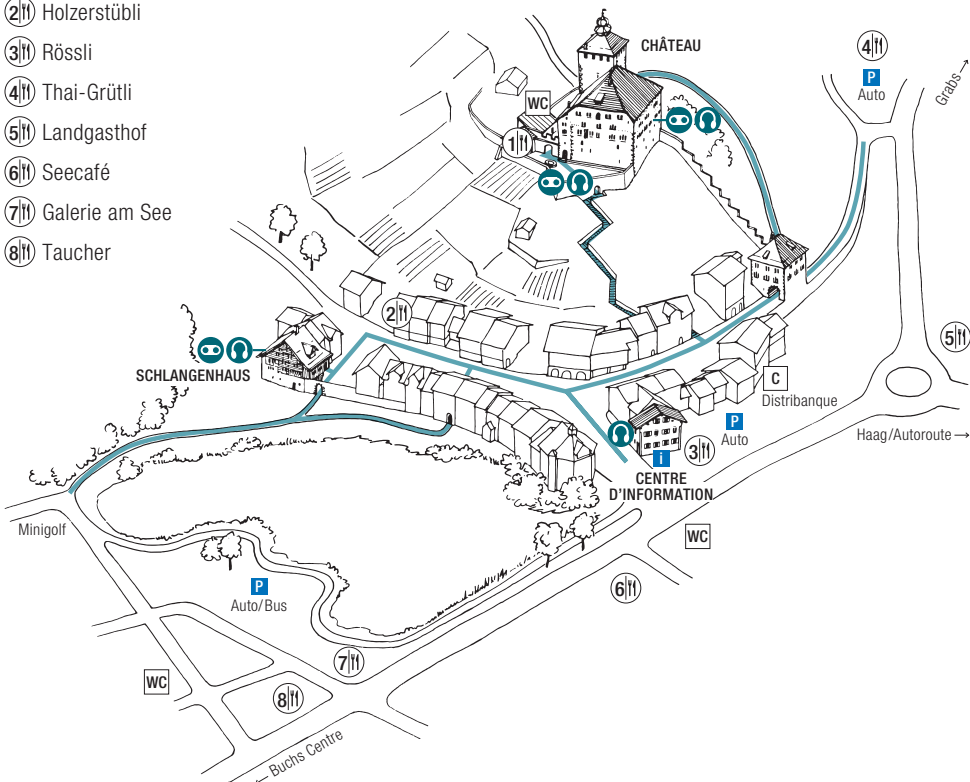 2 Holzerstübli
3 Rössli
4 Thai-Grütli
5 Landgasthof
6 Seecafé
7 Galerie am See
8 Taucher
CHÂTEAU
4
P
Auto
Grabs →
WC
1
2
SCHLANGENHAUS
5
C
Distribanque
P
Auto
Haag/Autoroute →
3
i
CENTRE
D'INFORMATION
Minigolf
WC
P
Auto/Bus
6
7
WC
8
← Buchs Centre